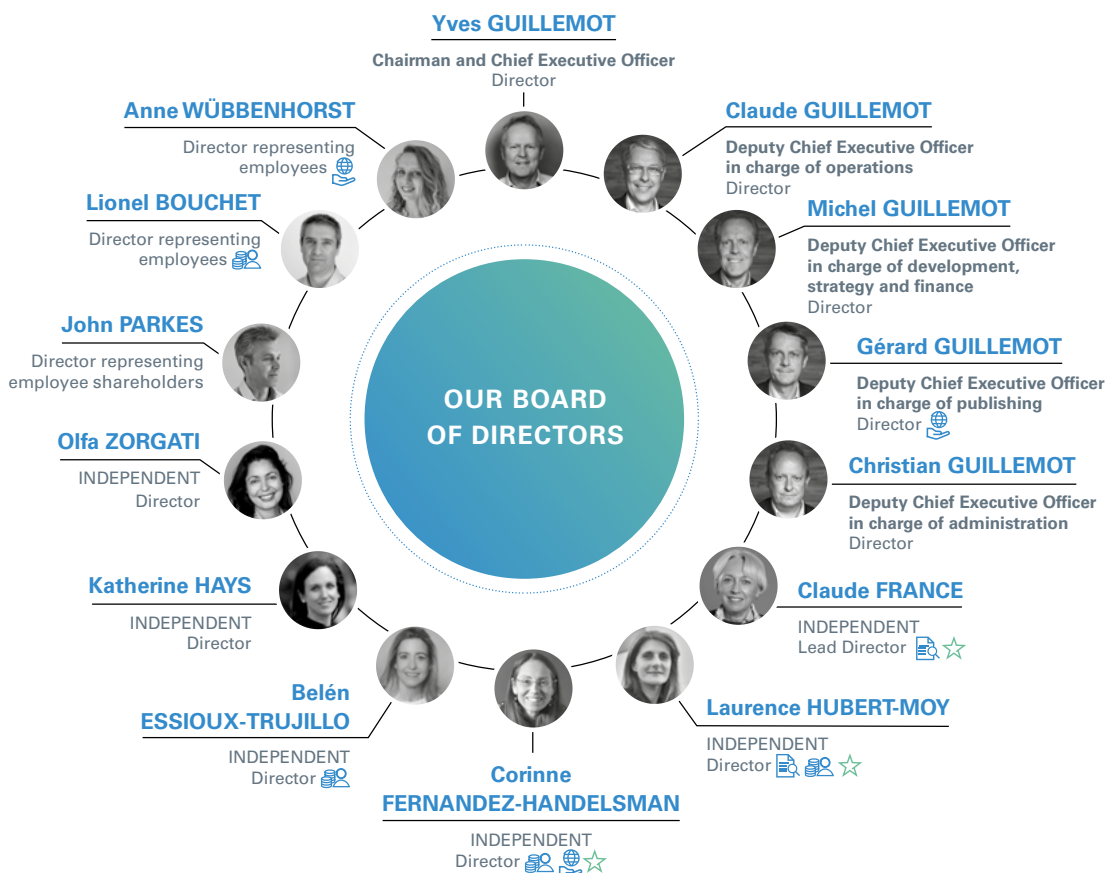 Yves GUILLEMOT
Chairman and Chief Executive Officer
Director
Claude GUILLEMOT
Deputy Chief Executive Officer
in charge of operations
Director
Michel GUILLEMOT
Deputy Chief Executive Officer
in charge of development,
strategy and finance
Director
Gérard GUILLEMOT
Deputy Chief Executive Officer
in charge of publishing
Director
Christian GUILLEMOT
Deputy Chief Executive Officer
in charge of administration
Director
Claude FRANCE
INDEPENDENT
Lead Director
Laurence HUBERT-MOY
INDEPENDENT
Director
Corinne
FERNANDEZ-HANDELSMAN
INDEPENDENT
Director
Belén
ESSIOUX-TRUJILLO
INDEPENDENT
Director
Katherine HAYS
INDEPENDENT
Director
Olfa ZORGATI
INDEPENDENT
Director
John PARKES
Director representing
employee shareholders
Lionel BOUCHET
Director representing
employees
Anne WÜBBENHORST
Director representing
employees
OUR BOARD
OF DIRECTORS